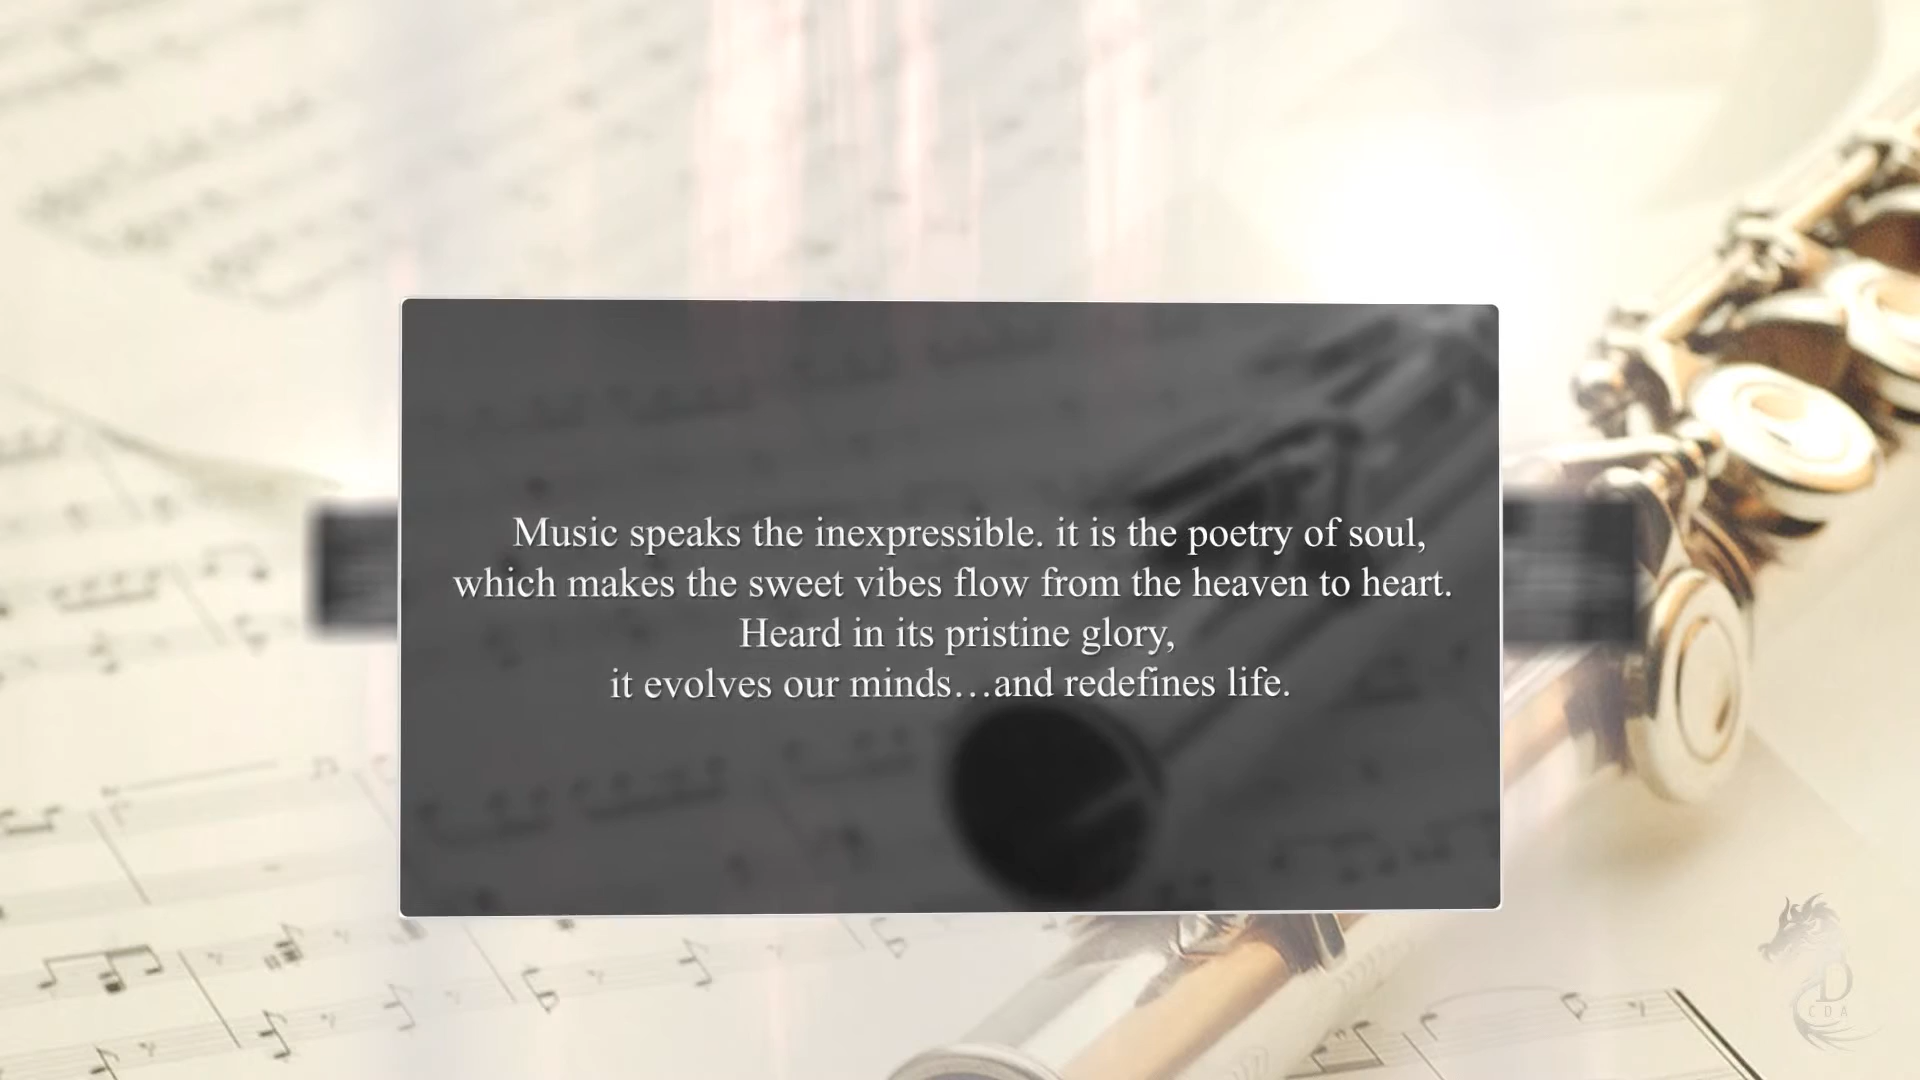 Music speaks the inexpressible. it is the poetry of soul,
which makes the sweet vibes flow from the heaven to heart.
Heard in its pristine glory,
it evolves our minds…and redefines life.
D
CDA